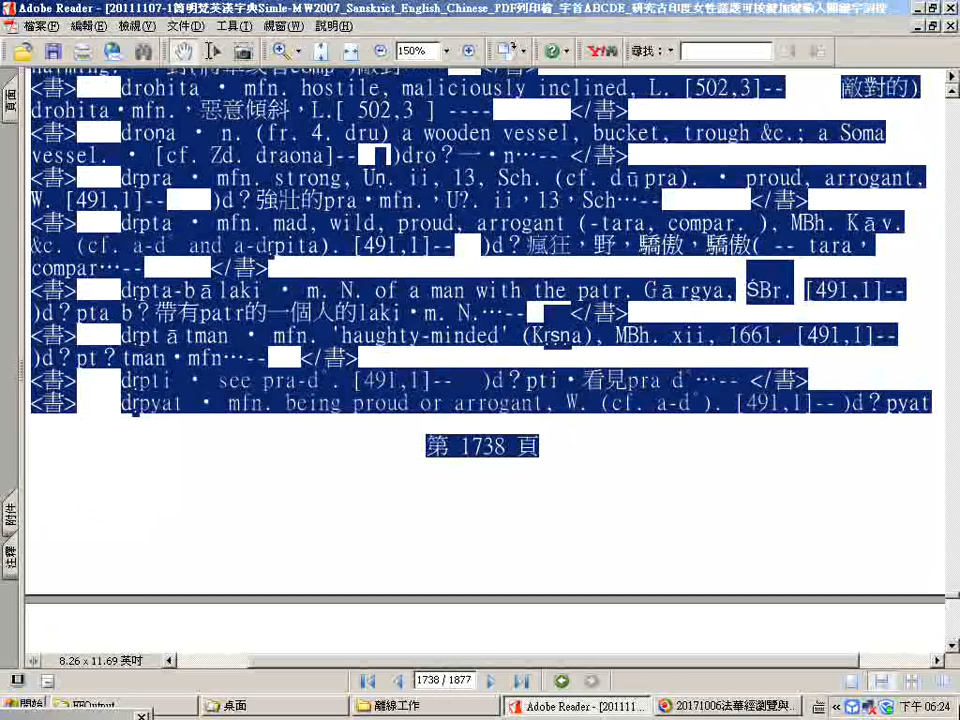 Adobe Reader - [20111107-1簡明梵英漢字典Simle-MW2007_Sanskrict_English_Chinese_PDF列印檔_字首ABCDE_研究古印度女性議題可按鍵加鍵輸入關鍵字詞搜
檔案(F) 編輯(E) 檢視(V) 文件(D) 工具(T) 視窗(W) 說明(H)
150% 尋找：
頁面
<書> drohita ‧ mfn. hostile, maliciously inclined, L. [502,3]-- 敵對的)
drohita‧mfn.，惡意傾斜，L.[ 502,3 ] ---- </書>
<書> droṇa ‧ n. (fr. 4. dru) a wooden vessel, bucket, trough &c.; a Soma
vessel. ‧ [cf. Zd. draona]-- )dro？一‧n…-- </書>
<書> dṛpra ‧ mfn. strong, Uṇ. ii, 13, Sch. (cf. dūpra). ‧ proud, arrogant,
W. [491,1]-- )d？強壯的pra‧mfn.，U?. ii，13，Sch…-- </書>
<書> dṛpta ‧ mfn. mad, wild, proud, arrogant (-tara, compar. ), MBh. Kāv.
&c. (cf. a-d° and a-dṛpita). [491,1]-- )d？瘋狂，野，驕傲，驕傲( -- tara，
compar…-- </書>
<書> dṛpta-bālaki ‧ m. N. of a man with the patr. Gārgya, ŚBr. [491,1]--
)d？pta b？帶有patr的一個人的laki‧m. N.…-- </書>
<書> dṛptātman ‧ mfn. 'haughty-minded' (Kṛṣṇa), MBh. xii, 1661. [491,1]--
)d？pt？tman‧mfn…-- </書>
<書> dṛpti ‧ see pra-d°. [491,1]-- )d？pti‧看見pra d°…-- </書>
<書> dṛpyat ‧ mfn. being proud or arrogant, W. (cf. a-d°). [491,1]--)d？pyat
第 1738 頁
附件
注釋
8.26 x 11.69 英吋
1738 / 1877
開始 FFOutput 桌面 離線工作 Adobe Reader - [201111... 20171006法華經瀏覽與... 下午 06:24